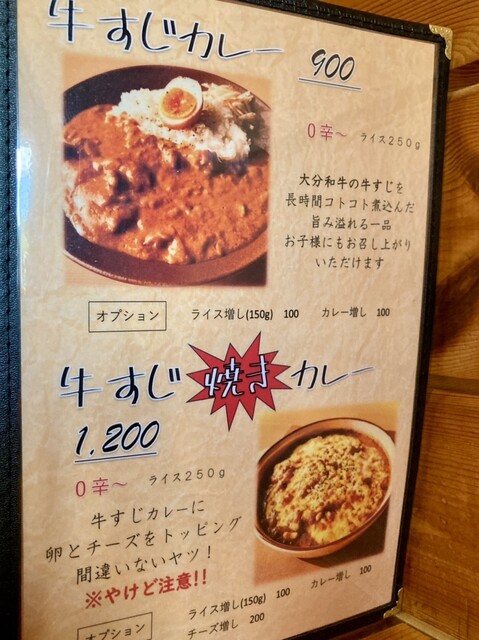 牛すじカレー 900
0辛～ ライス250g
大分和牛の牛すじを
長時間コトコト煮込んだ
旨み溢れる一品
お子様にもお召し上がり
いただけます
オプション ライス増し(150g) 100 カレー増し 100
牛すじ焼きカレー
1,200
0辛～ ライス250g
牛すじカレーに
卵とチーズをトッピング
間違いないヤツ！
※やけど注意!!
オプション ライス増し(150g) 100 カレー増し 100
チーズ増し 200